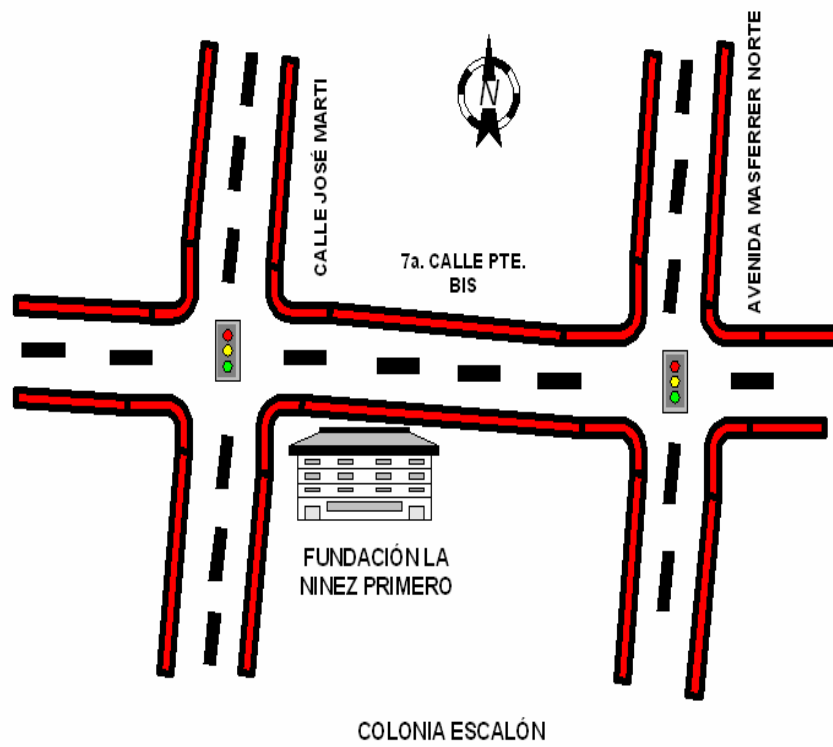 CALLE JOSÉ MARTI
N
AVENIDA MASFERRER NORTE
7a. CALLE PTE.
BIS
FUNDACIÓN LA
NINEZ PRIMERO
COLONIA ESCALÓN